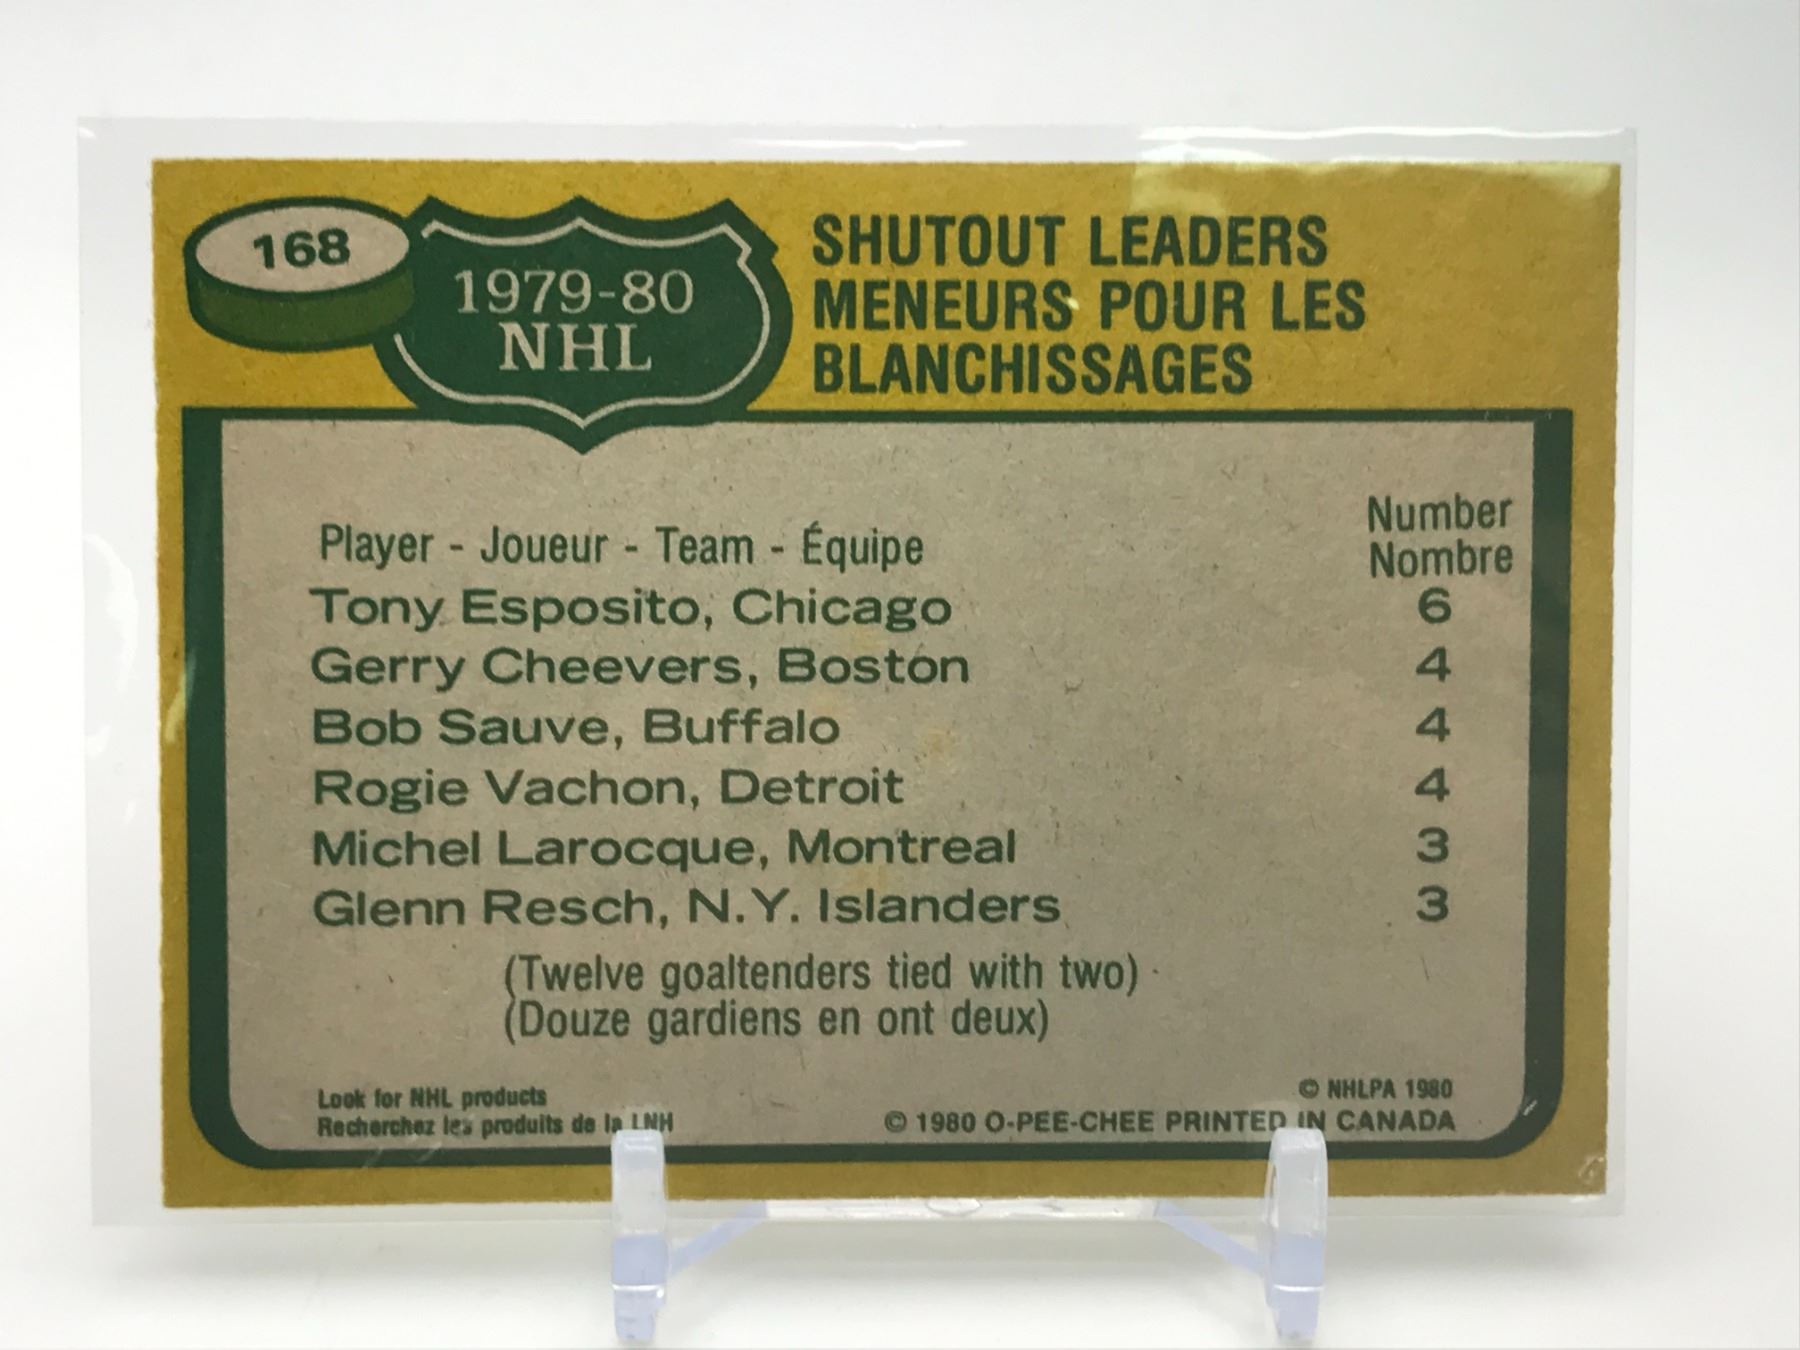 168
1979-80
NHL
SHUTOUT LEADERS
MENEURS POUR LES
BLANCHISSAGES
Player - Joueur - Team - Équipe
Number
Nombre
Tony Esposito, Chicago 6
Gerry Cheevers, Boston 4
Bob Sauve, Buffalo 4
Rogie Vachon, Detroit 4
Michel Larocque, Montreal 3
Glenn Resch, N.Y. Islanders 3
(Twelve goaltenders tied with two)
(Douze gardiens en ont deux)
Look for NHL products
Recherchez les produits de la LNH
© NHLPA 1980
© 1980 O-PEE-CHEE PRINTED IN CANADA